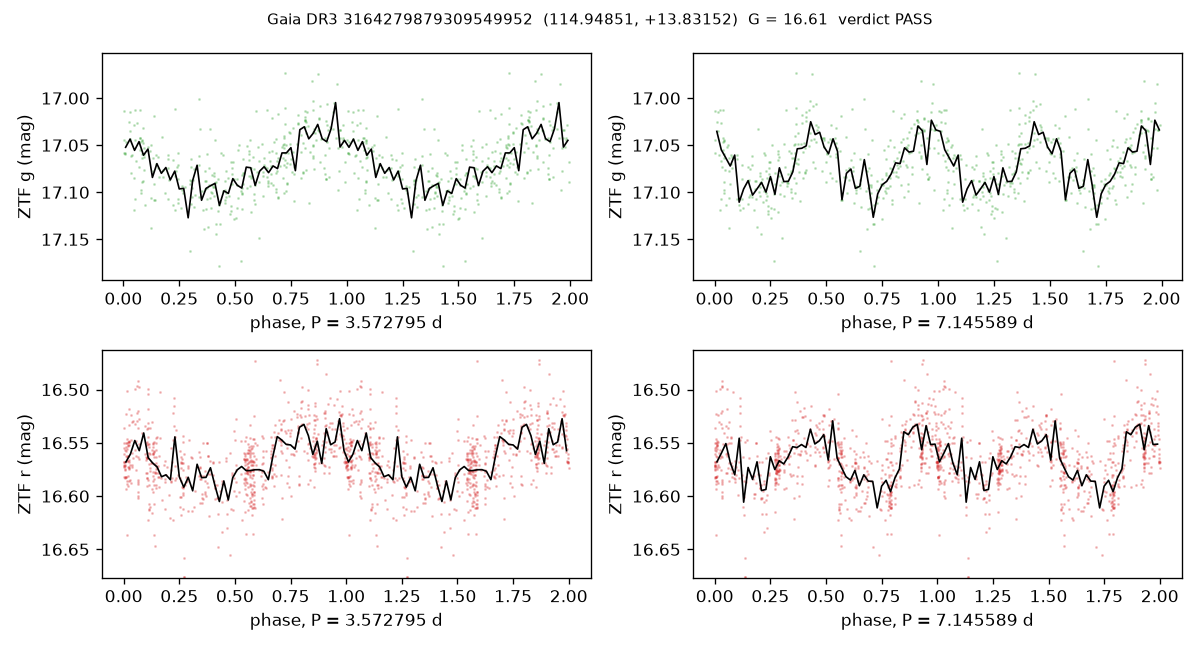 Gaia DR3 3164279879309549952  (114.94851, +13.83152)  G = 16.61  verdict PASS
ZTF g (mag)
17.00
17.05
17.10
17.15
0.00 0.25 0.50 0.75 1.00 1.25 1.50 1.75 2.00
phase, P = 3.572795 d
ZTF g (mag)
17.00
17.05
17.10
17.15
0.00 0.25 0.50 0.75 1.00 1.25 1.50 1.75 2.00
phase, P = 7.145589 d
ZTF r (mag)
16.50
16.55
16.60
16.65
0.00 0.25 0.50 0.75 1.00 1.25 1.50 1.75 2.00
phase, P = 3.572795 d
ZTF r (mag)
16.50
16.55
16.60
16.65
0.00 0.25 0.50 0.75 1.00 1.25 1.50 1.75 2.00
phase, P = 7.145589 d